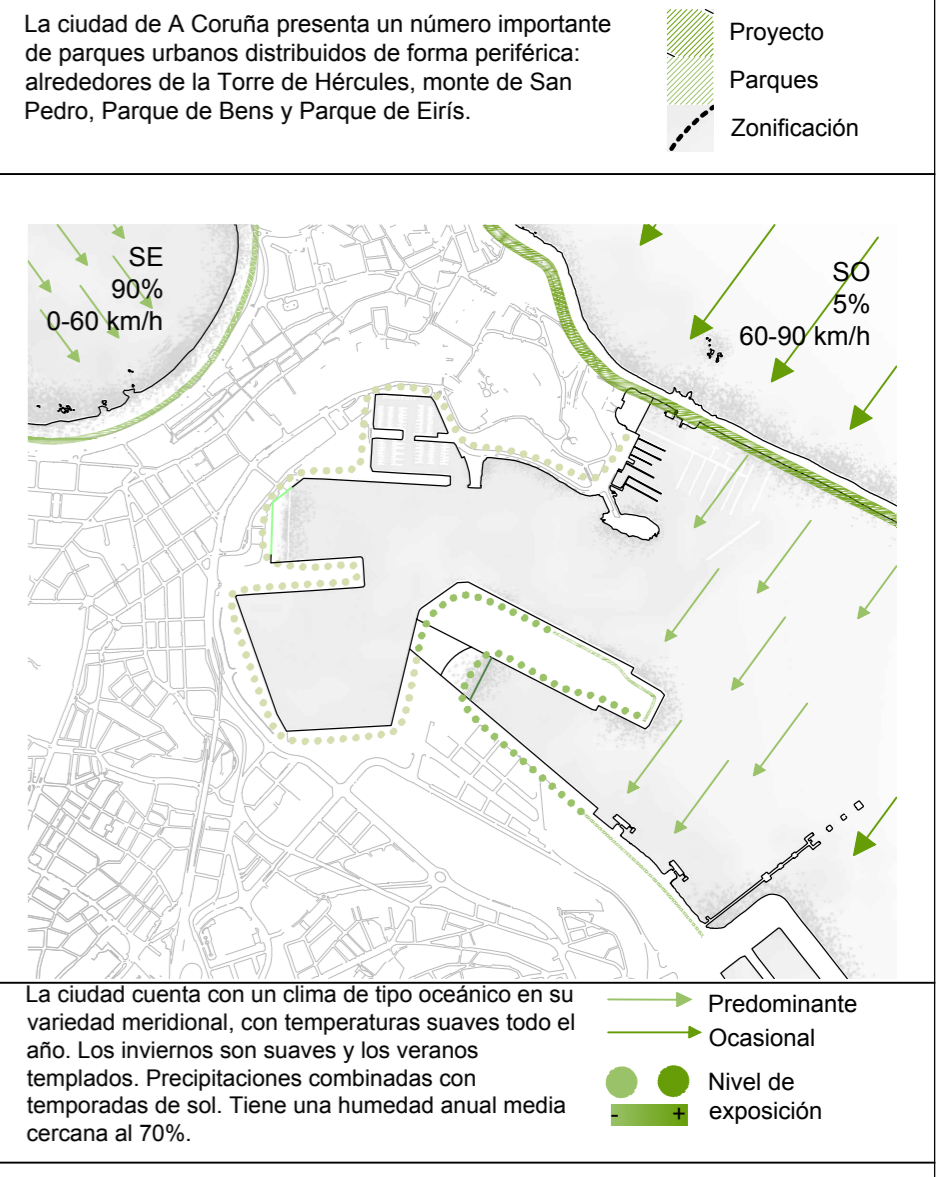 La ciudad de A Coruña presenta un número importante
de parques urbanos distribuidos de forma periférica:
alrededores de la Torre de Hércules, monte de San
Pedro, Parque de Bens y Parque de Eirís.
Proyecto
Parques
Zonificación
SE
90%
0-60 km/h
SO
5%
60-90 km/h
La ciudad cuenta con un clima de tipo oceánico en su
variedad meridional, con temperaturas suaves todo el
año. Los inviernos son suaves y los veranos
templados. Precipitaciones combinadas con
temporadas de sol. Tiene una humedad anual media
cercana al 70%.
Predominante
Ocasional
Nivel de
exposición
- +